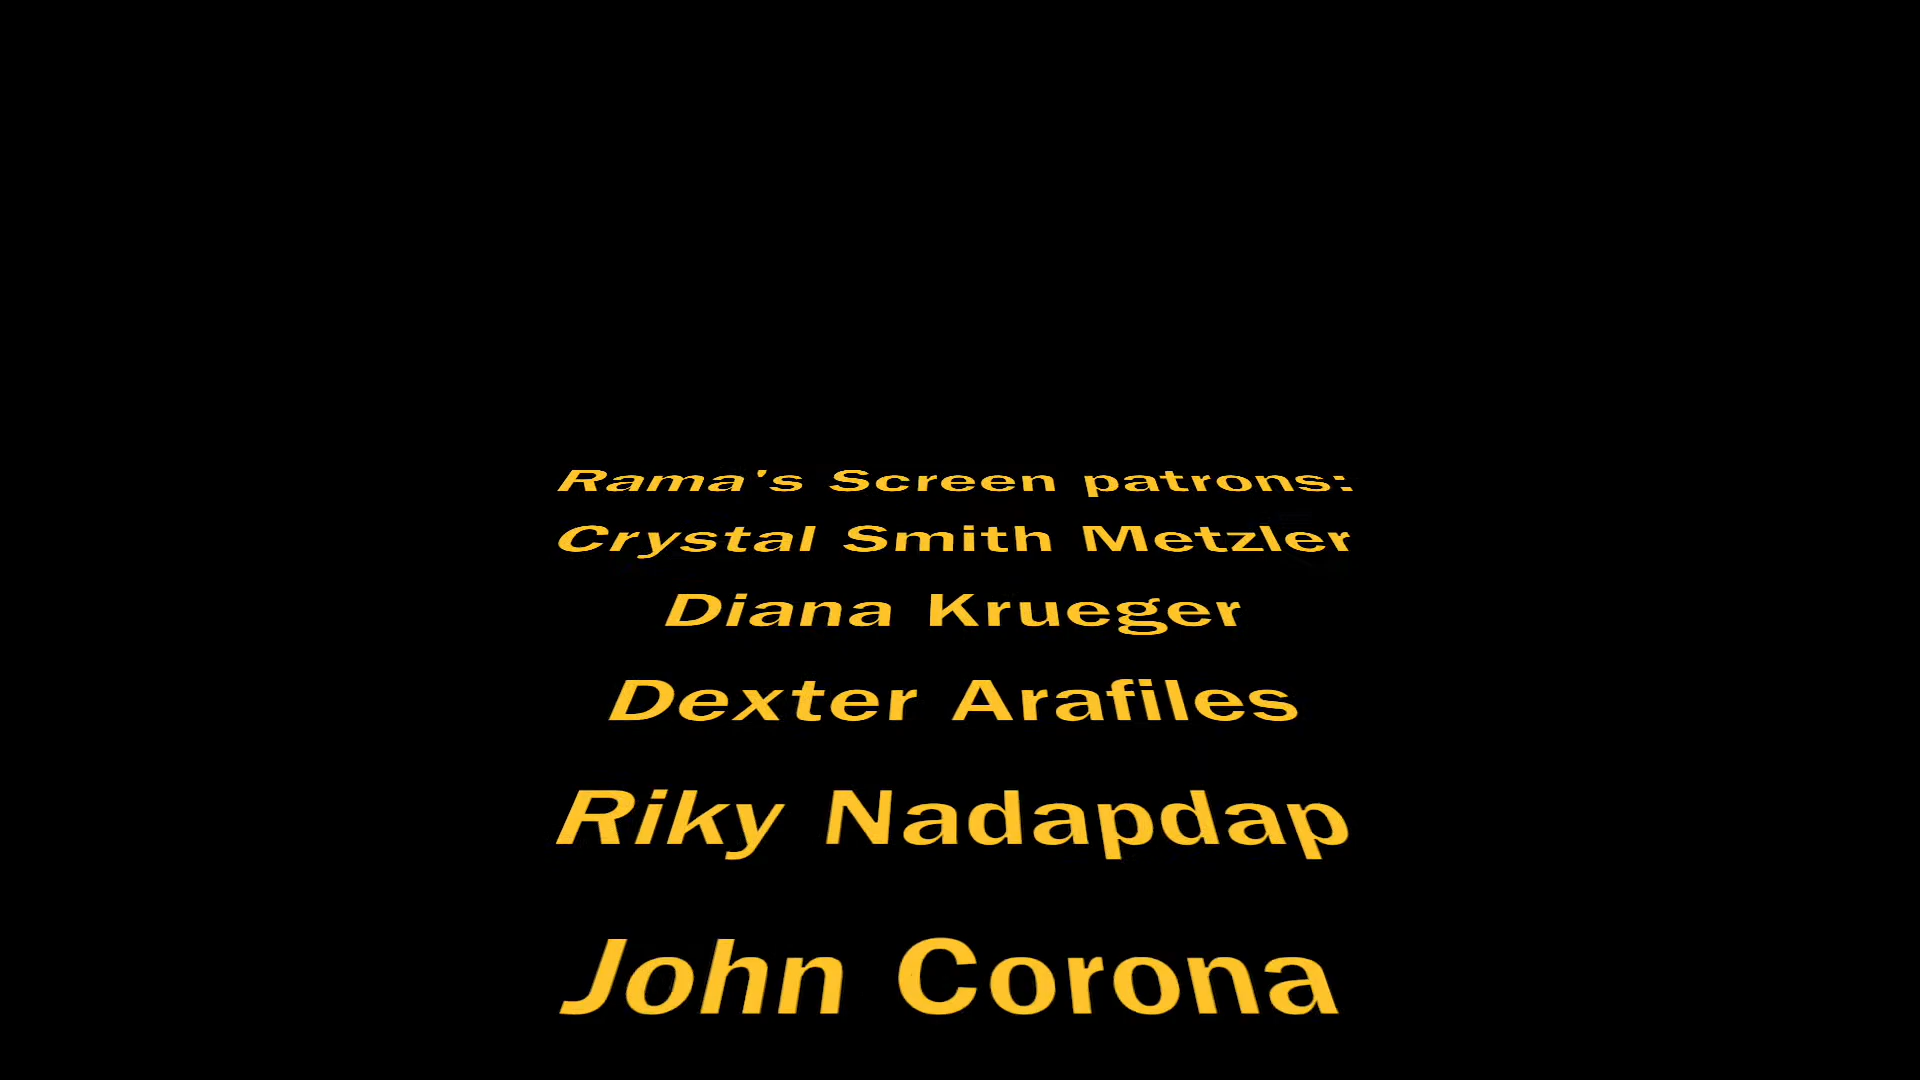 Rama's Screen patrons:
Crystal Smith Metzler
Diana Krueger
Dexter Arafiles
Riky Nadapdap
John Corona